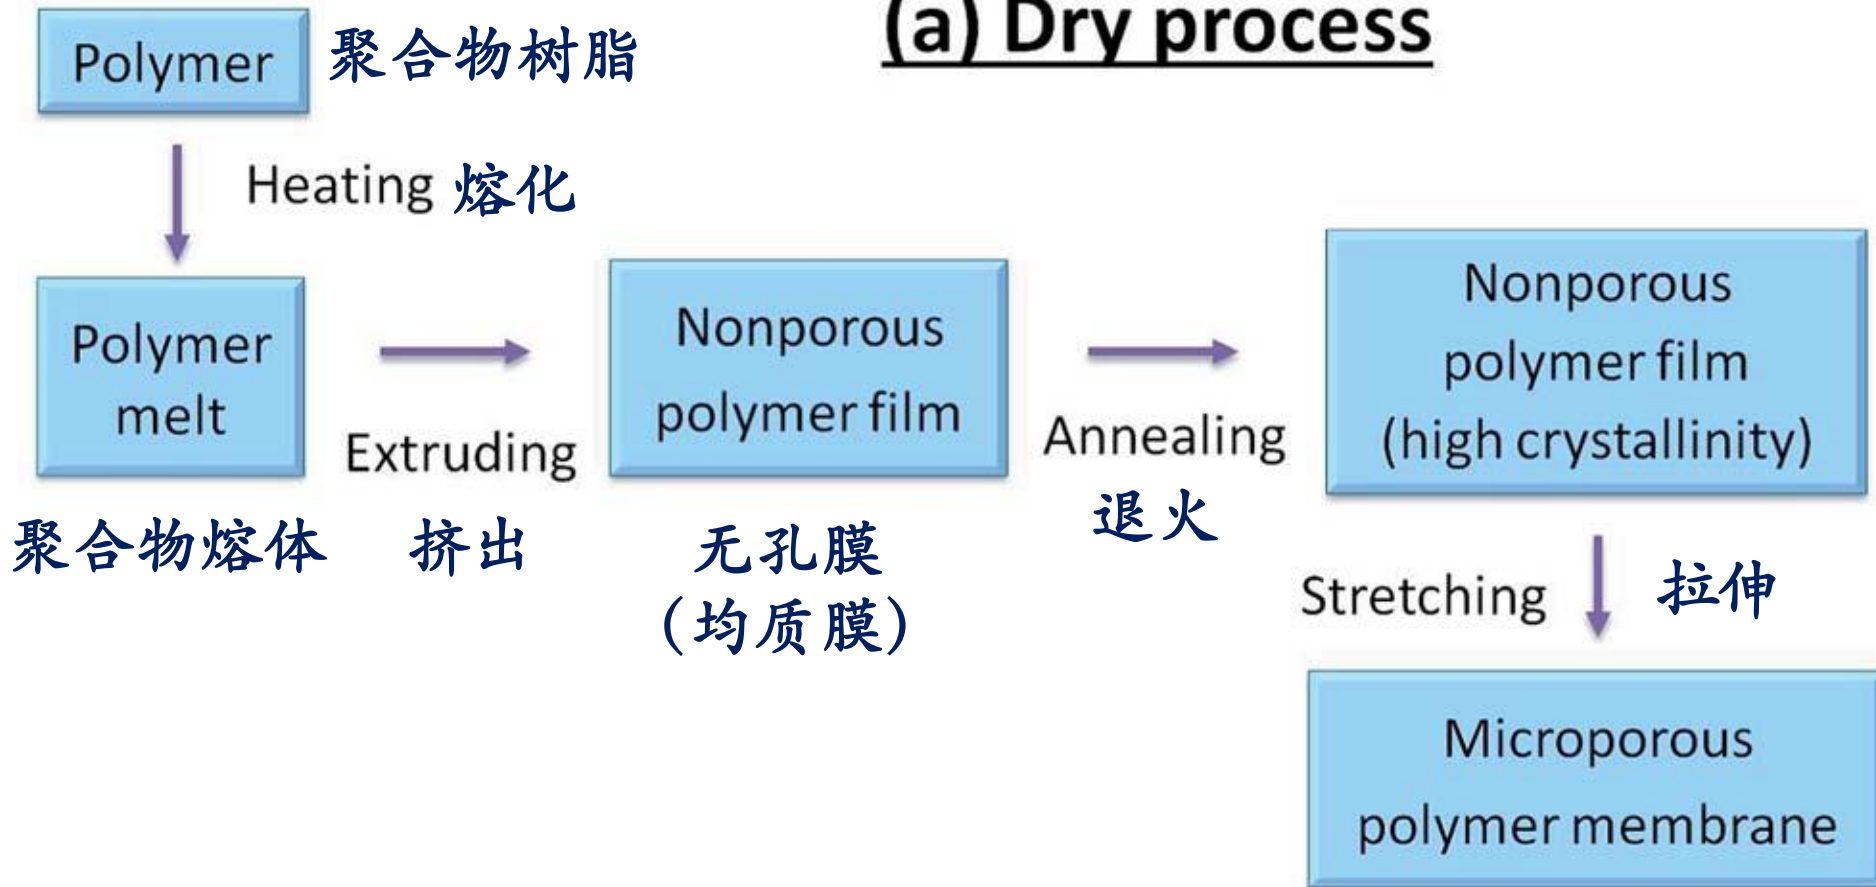 (a) Dry process
Polymer
聚合物树脂
Heating 熔化
Polymer
melt
聚合物熔体
Extruding
挤出
Nonporous
polymer film
无孔膜
(均质膜)
Annealing
退火
Nonporous
polymer film
(high crystallinity)
Stretching
拉伸
Microporous
polymer membrane